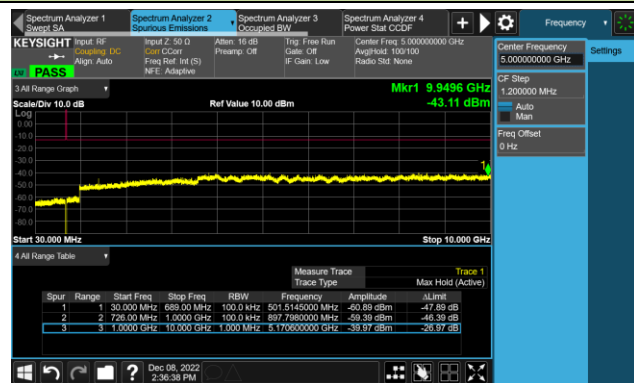 Spectrum Analyzer 1 Spectrum Analyzer 2 Spectrum Analyzer 3 Spectrum Analyzer 4 Frequency
Swept SA Spurious Emissions Occupied BW Power Stat CCDF
KEYSIGHT Input: RF Input Z: 50 Ω Atten: 16 dB Trig: Free Run Center Freq: 5.000000000 GHz
Coupling: DC Corr CCorr Preamp: Off Gate: Off Avg|Hold: 100/100
Align: Auto Freq Ref: Int (S) IF Gain: Low Radio Std: None
NFE: Adaptive
PASS
Center Frequency
5.000000000 GHz
Settings
CF Step
1.200000 MHz
Auto
Man
Freq Offset
0 Hz
3 All Range Graph
Mkr1 9.9496 GHz
Scale/Div 10.0 dB Ref Value 10.00 dBm -43.11 dBm
Log
0.00
-10.0
-20.0
-30.0
-40.0
-50.0
-60.0
-70.0
-80.0
1
Start 30.000 MHz Stop 10.000 GHz
4 All Range Table
Measure Trace Trace 1
Trace Type Max Hold (Active)
Spur Range Start Freq Stop Freq RBW Frequency Amplitude ΔLimit
1 1 30.000 MHz 689.00 MHz 100.0 kHz 501.5145000 MHz -60.89 dBm -47.89 dB
2 2 726.00 MHz 1.0000 GHz 100.0 kHz 897.7980000 MHz -59.39 dBm -46.39 dB
3 3 1.0000 GHz 10.000 GHz 1.000 MHz 5.170600000 MHz -39.97 dBm -26.97 dB
Dec 08, 2022
2:36:38 PM